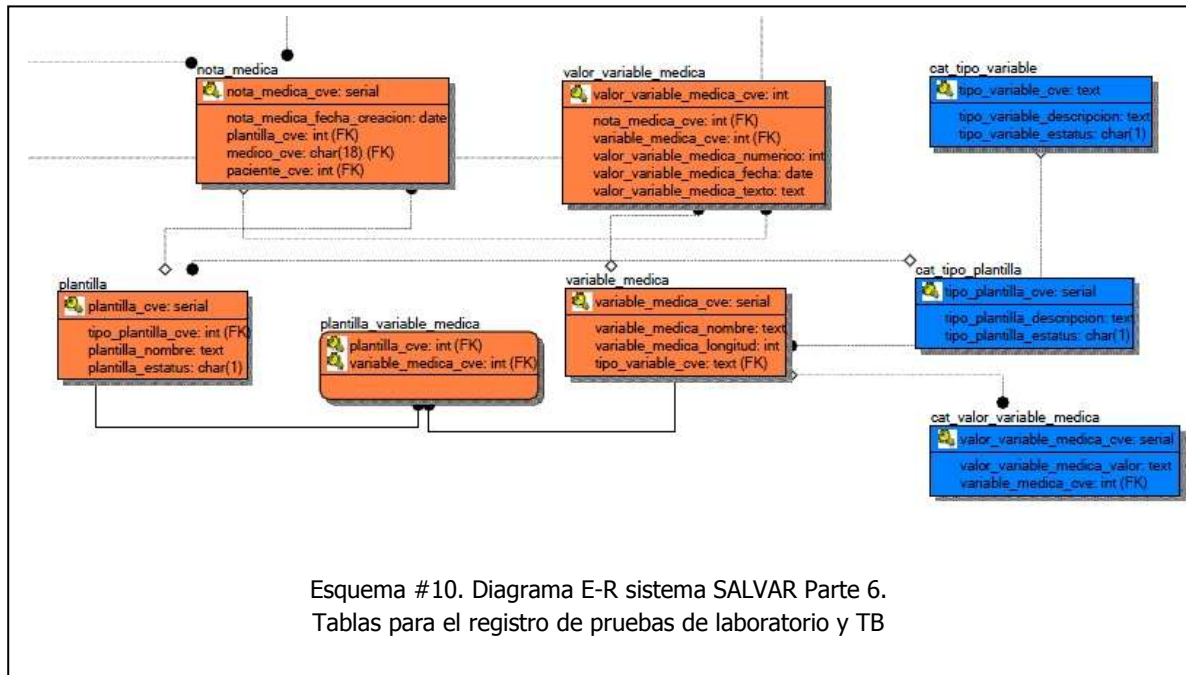 nota_medica
nota_medica_cve: serial
nota_medica_fecha_creacion: date
plantilla_cve: int (FK)
medico_cve: char(18) (FK)
paciente_cve: int (FK)
valor_variable_medica
valor_variable_medica_cve: int
nota_medica_cve: int (FK)
variable_medica_cve: int (FK)
valor_variable_medica_numerico: int
valor_variable_medica_fecha: date
valor_variable_medica_texto: text
cat_tipo_variable
tipo_variable_cve: text
tipo_variable_descripcion: text
tipo_variable_estatus: char(1)
plantilla
plantilla_cve: serial
tipo_plantilla_cve: int (FK)
plantilla_nombre: text
plantilla_estatus: char(1)
plantilla_variable_medica
plantilla_cve: int (FK)
variable_medica_cve: int (FK)
variable_medica
variable_medica_cve: serial
variable_medica_nombre: text
variable_medica_longitud: int
tipo_variable_cve: text (FK)
cat_tipo_plantilla
tipo_plantilla_cve: serial
tipo_plantilla_descripcion: text
tipo_plantilla_estatus: char(1)
cat_valor_variable_medica
valor_variable_medica_cve: serial
valor_variable_medica_valor: text
variable_medica_cve: int (FK)
Esquema #10. Diagrama E-R sistema SALVAR Parte 6.
Tablas para el registro de pruebas de laboratorio y TB